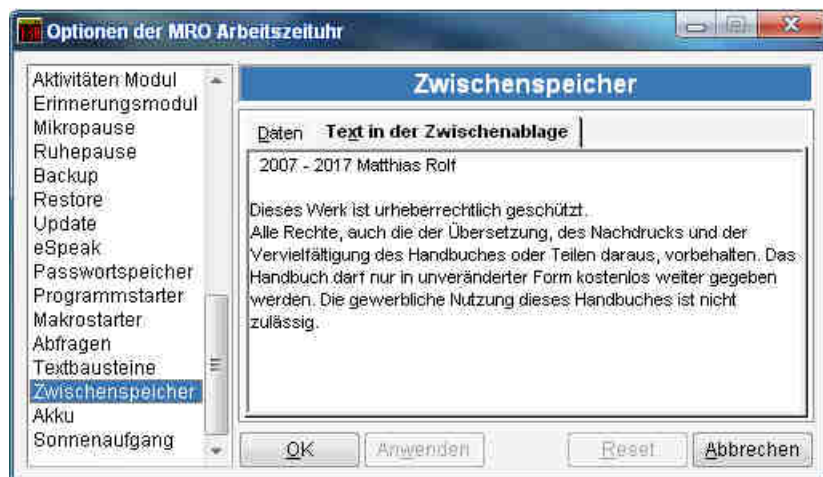 Optionen der MRO Arbeitszeituhr
Aktivitäten Modul
Erinnerungsmodul
Mikropause
Ruhepause
Backup
Restore
Update
eSpeak
Passwortspeicher
Programmstarter
Makrostarter
Abfragen
Textbausteine
Zwischenspeicher
Akku
Sonnenaufgang
Zwischenspeicher
Daten Text in der Zwischenablage
2007 - 2017 Matthias Rolf
Dieses Werk ist urheberrechtlich geschützt.
Alle Rechte, auch die der Übersetzung, des Nachdrucks und der
Vervielfältigung des Handbuches oder Teilen daraus, vorbehalten. Das
Handbuch darf nur in unveränderter Form kostenlos weiter gegeben
werden. Die gewerbliche Nutzung dieses Handbuches ist nicht
zulässig.
OK Anwenden Reset Abbrechen